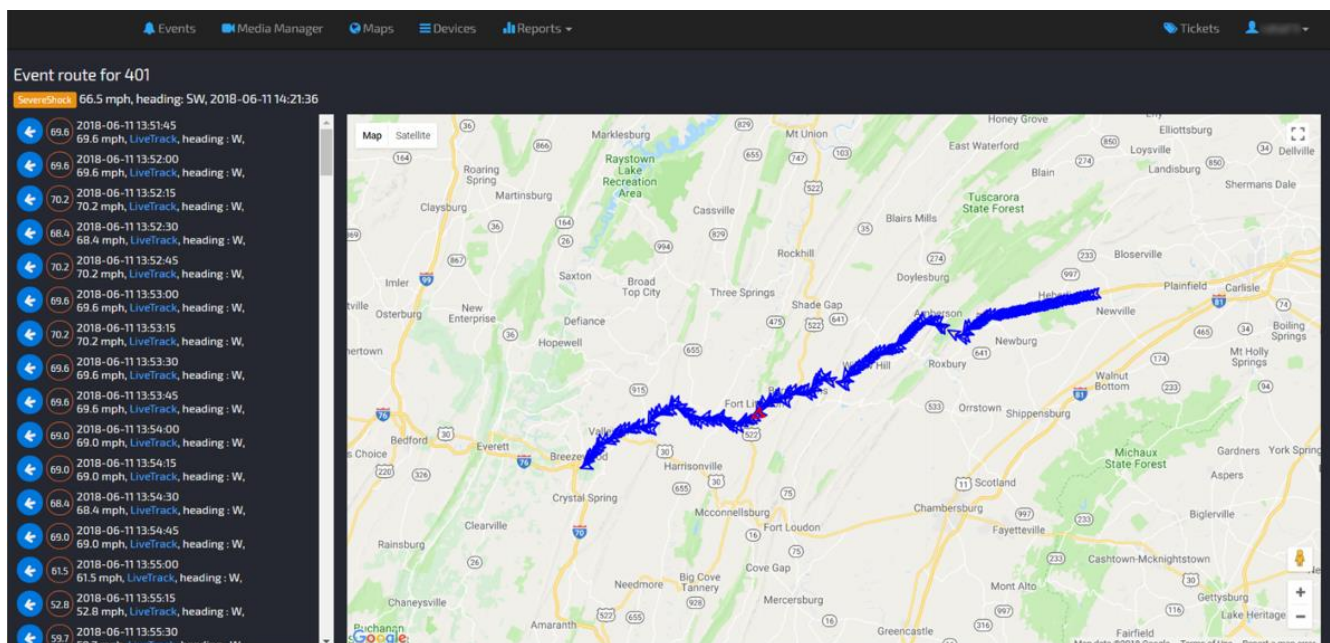 Events Media Manager Maps Devices Reports Tickets
Event route for 401
SevereShock 66.5 mph, heading: SW, 2018-06-11 14:21:36
69.6 2018-06-11 13:51:45
69.6 mph, LiveTrack, heading : W,
69.6 2018-06-11 13:52:00
69.6 mph, LiveTrack, heading : W,
70.2 2018-06-11 13:52:15
70.2 mph, LiveTrack, heading : W,
68.4 2018-06-11 13:52:30
68.4 mph, LiveTrack, heading : W,
70.2 2018-06-11 13:52:45
70.2 mph, LiveTrack, heading : W,
69.6 2018-06-11 13:53:00
69.6 mph, LiveTrack, heading : W,
70.2 2018-06-11 13:53:15
70.2 mph, LiveTrack, heading : W,
69.6 2018-06-11 13:53:30
69.6 mph, LiveTrack, heading : W,
69.6 2018-06-11 13:53:45
69.6 mph, LiveTrack, heading : W,
69.0 2018-06-11 13:54:00
69.0 mph, LiveTrack, heading : W,
69.0 2018-06-11 13:54:15
69.0 mph, LiveTrack, heading : W,
68.4 2018-06-11 13:54:30
68.4 mph, LiveTrack, heading : W,
69.0 2018-06-11 13:54:45
69.0 mph, LiveTrack, heading : W,
61.5 2018-06-11 13:55:00
61.5 mph, LiveTrack, heading : W,
52.8 2018-06-11 13:55:15
52.8 mph, LiveTrack, heading : W,
59.7 2018-06-11 13:55:30
Map Satellite
Honey Grove
Elliottsburg
Marklesburg
Mt Union
East Waterford
Loysville
Dellville
Landisburg
Blain
Shermans Dale
Roaring
Spring
Raystown
Lake
Recreation
Area
Martinsburg
Claysburg
Cassville
Tuscarora
State Forest
Blairs Mills
Rockhill
Bloserville
Doylesburg
Imler
Saxton
Broad
Top City
Three Springs
Shade Gap
Plainfield
Carlisle
Newville
Osterburg
New
Enterprise
Defiance
Hopewell
Newburg
Roxbury
Boiling
Springs
Mt Holly
Springs
Walnut
Bottom
Orrstown
Shippensburg
Bedford
Everett
Harrisonville
Michaux
State Forest
Gardners
York Spring
Aspers
Crystal Spring
Scotland
Mcconnellsburg
Chambersburg
Fayetteville
Biglerville
Clearville
Fort Loudon
Rainsburg
Cove Gap
Cashtown-Mcknightstown
Needmore
Big Cove
Tannery
Mont Alto
Gettysburg
Chaneysville
Mercersburg
Lake Heritage
Amaranth
Greencastle
Fairfield
Buchanan
Google